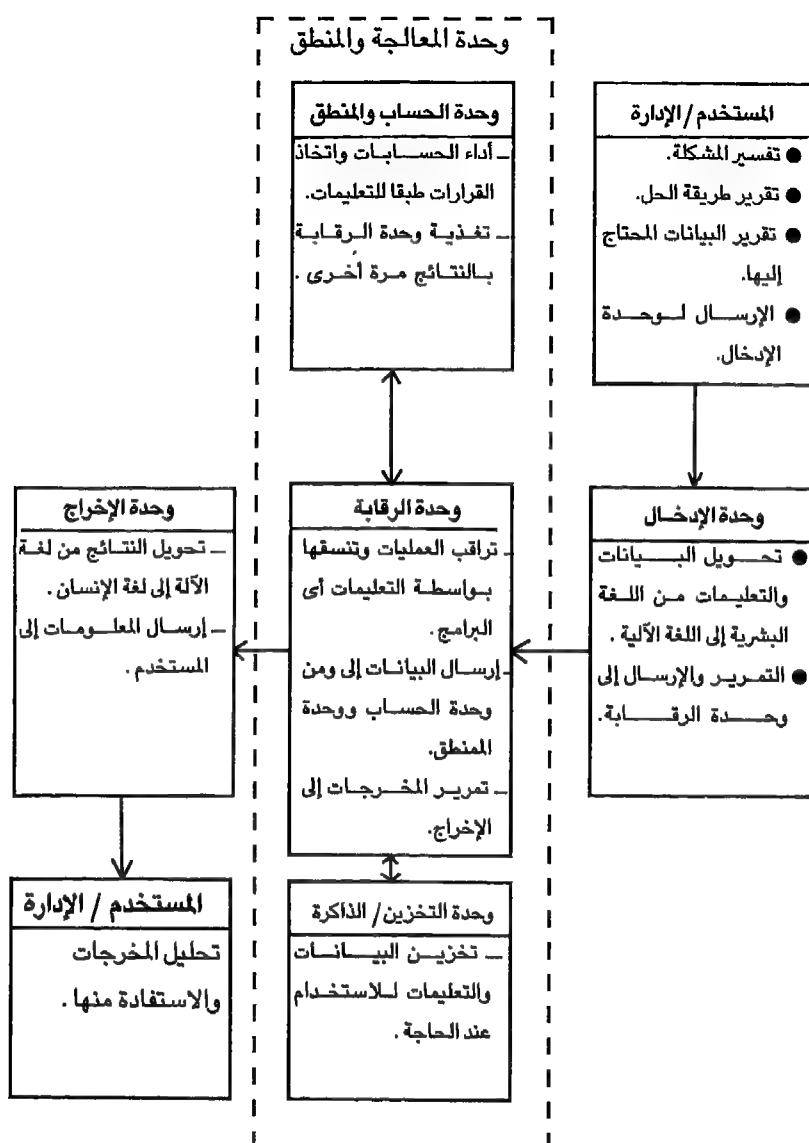 وحدة المعالجة والمنطق
المستخدم/الإدارة
● تفسير المشكلة.
● تقرير طريقة الحل.
● تقرير البيانات المحتاج
إليها.
● الإرسال لوحدة
الإدخال.
وحدة الإدخال
● تحويل البيانات
والتعليمات من اللغة
البشرية إلى اللغة الآلية .
● التمرير والإرسال إلى
وحدة الرقابة.
وحدة الحساب والمنطق
– أداء الحسابات واتخاذ
القرارات طبقا للتعليمات.
– تغذية وحدة الرقابة
بالنتائج مرة أخرى .
وحدة الرقابة
– تراقب العمليات وتنسقها
بواسطة التعليمات أى
البرامج.
– إرسال البيانات إلى ومن
وحدة الحساب ووحدة
الممنطق.
– تمرير المخرجات إلى
الإخراج.
وحدة التخزين/ الذاكرة
– تخزين البيانات
والتعليمات للاستخدام
عند الحاجة .
وحدة الإخراج
– تحويل النتائج من لغة
الآلة إلى لغة الإنسان .
– إرسال المعلومات إلى
المستخدم .
المستخدم / الإدارة
تحليل المخرجات
والاستفادة منها .